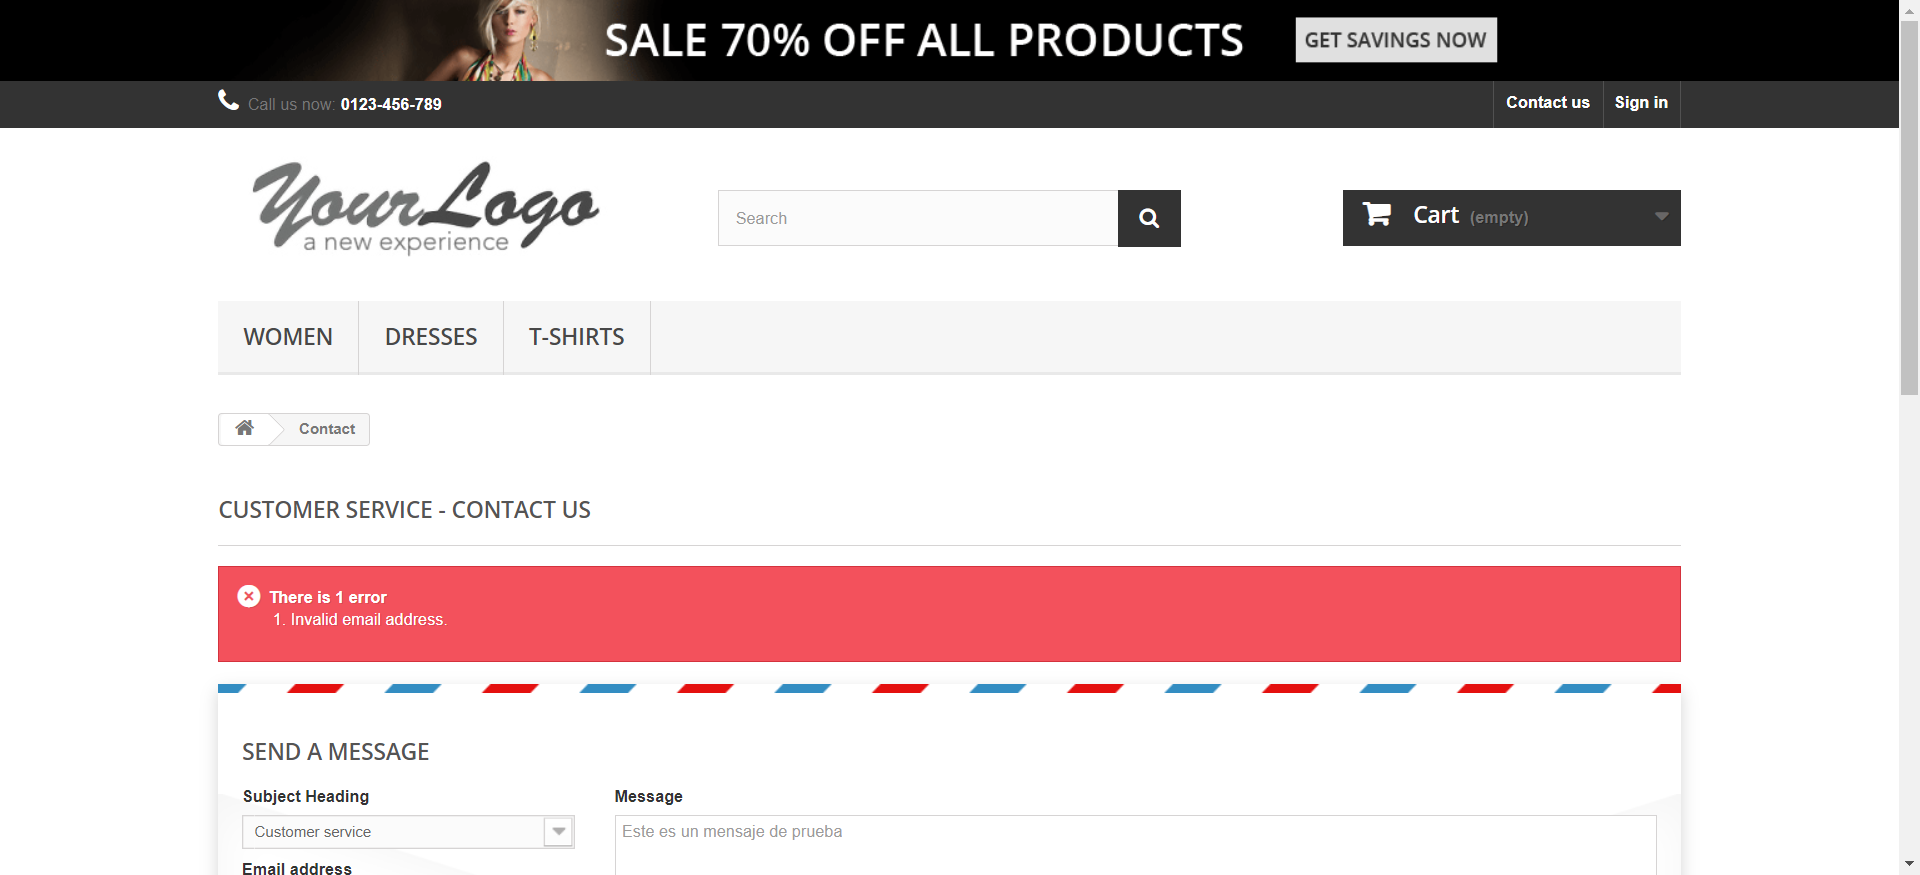 SALE 70% OFF ALL PRODUCTS GET SAVINGS NOW
Call us now: 0123-456-789 Contact us Sign in
YourLogo
a new experience
Search
Cart (empty)
WOMEN DRESSES T-SHIRTS
Contact
CUSTOMER SERVICE - CONTACT US
There is 1 error
1. Invalid email address.
SEND A MESSAGE
Subject Heading Message
Customer service Este es un mensaje de prueba
Email address